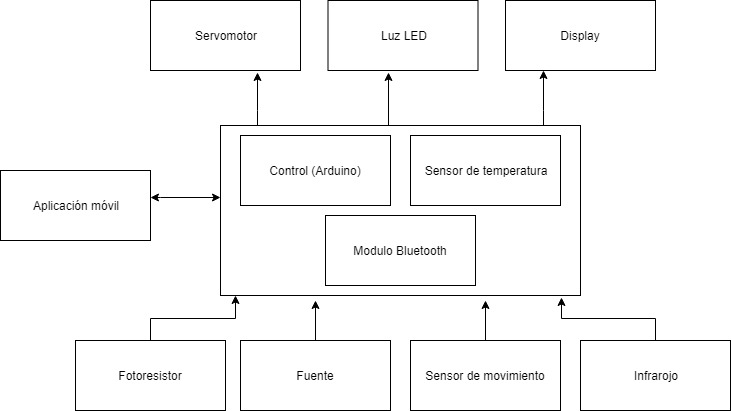 Servomotor
Luz LED
Display
Control (Arduino)
Sensor de temperatura
Aplicación móvil
Modulo Bluetooth
Fotoresistor
Fuente
Sensor de movimiento
Infrarojo